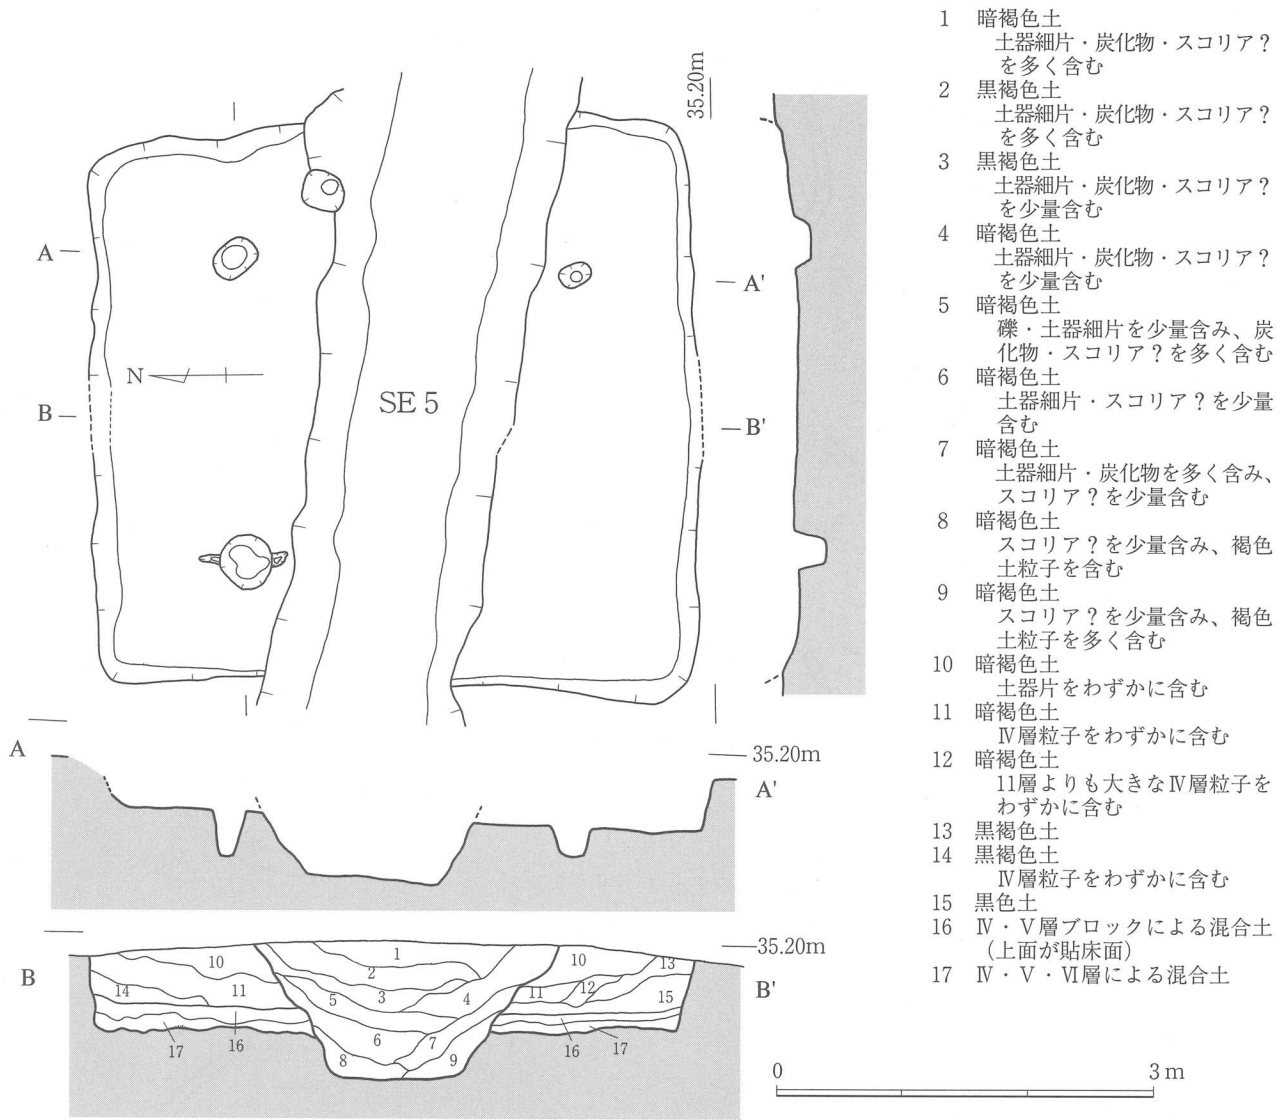 35.20m
A
A'
N
SE 5
B
B'
A
35.20m
A'
B
35.20m
B'
1
2
3
4
5
6
7
8
9
10
11
14
17
16
10
11
12
13
15
16
17
0
3 m
1 暗褐色土
土器細片・炭化物・スコリア？
を多く含む
2 黒褐色土
土器細片・炭化物・スコリア？
を多く含む
3 黒褐色土
土器細片・炭化物・スコリア？
を少量含む
4 暗褐色土
土器細片・炭化物・スコリア？
を少量含む
5 暗褐色土
礫・土器細片を少量含み、炭
化物・スコリア？を多く含む
6 暗褐色土
土器細片・スコリア？を少量
含む
7 暗褐色土
土器細片・炭化物を多く含み、
スコリア？を少量含む
8 暗褐色土
スコリア？を少量含み、褐色
土粒子を含む
9 暗褐色土
スコリア？を少量含み、褐色
土粒子を多く含む
10 暗褐色土
土器片をわずかに含む
11 暗褐色土
Ⅳ層粒子をわずかに含む
12 暗褐色土
11層よりも大きなⅣ層粒子を
わずかに含む
13 黒褐色土
14 黒褐色土
Ⅳ層粒子をわずかに含む
15 黒色土
16 Ⅳ・Ⅴ層ブロックによる混合土
（上面が貼床面）
17 Ⅳ・Ⅴ・Ⅵ層による混合土